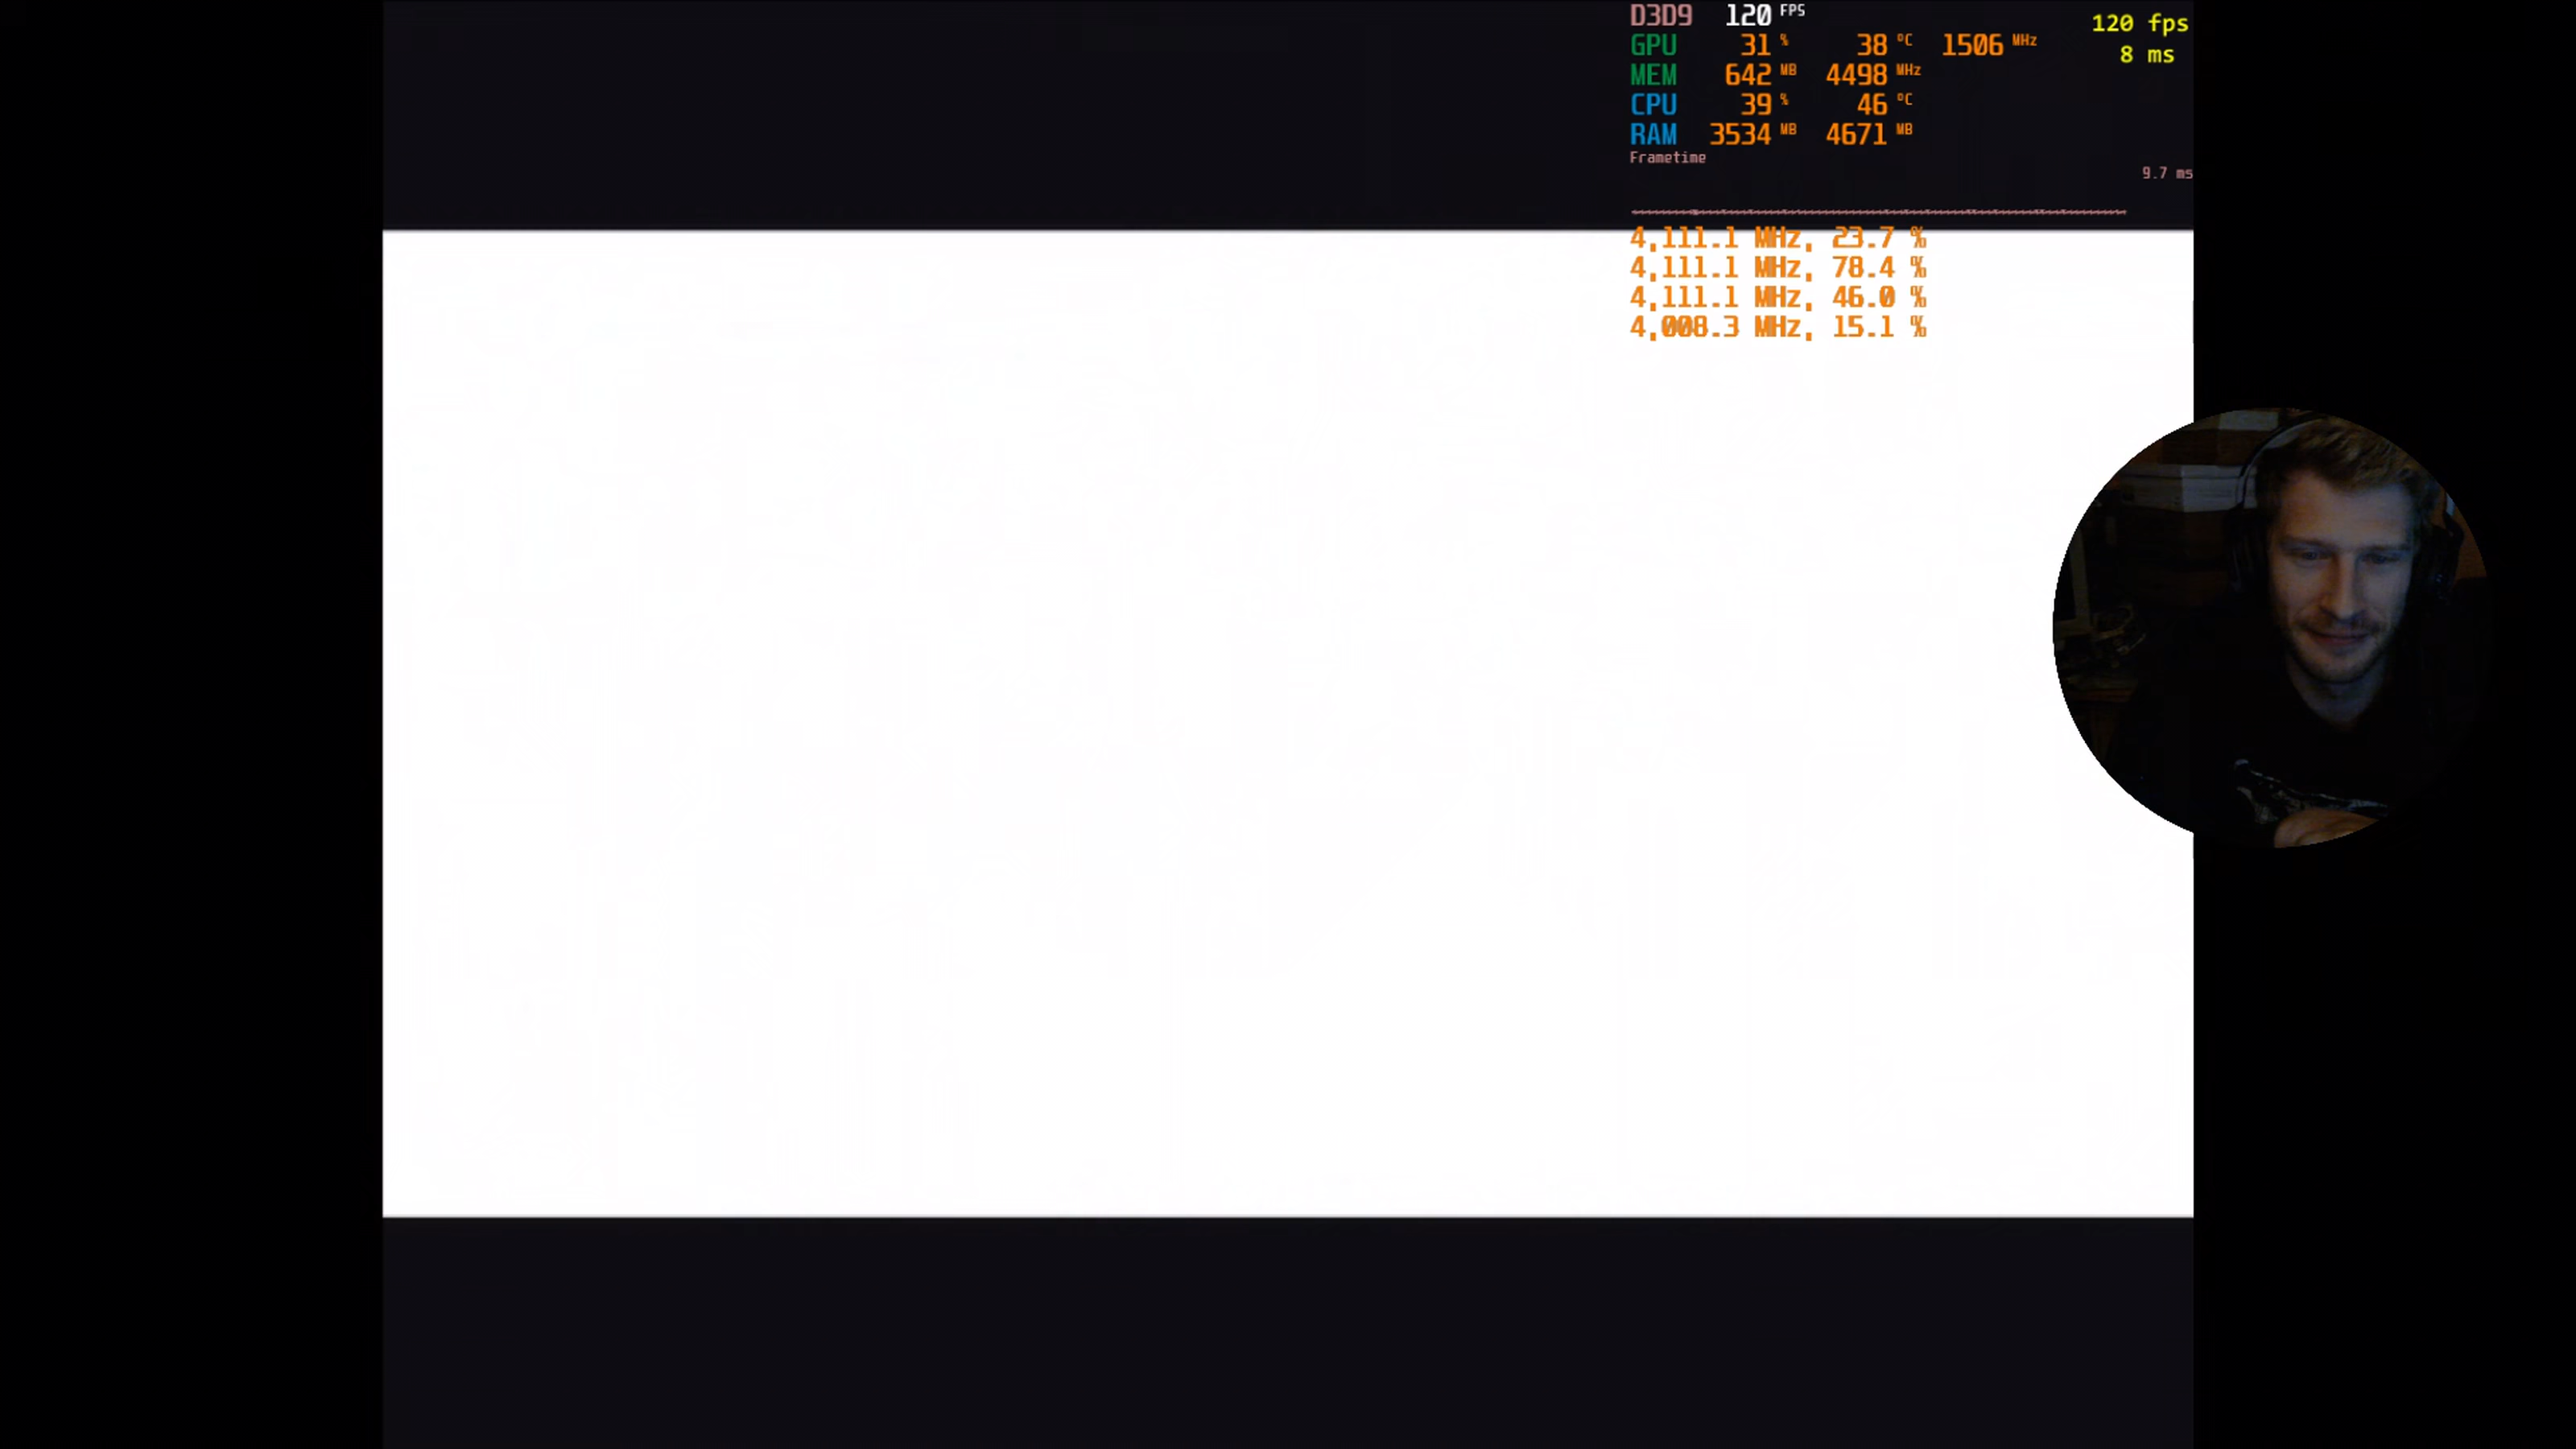 D3D9 120 FPS
120 fps
8 ms
GPU 31 % 38 °C 1506 MHz
MEM 642 MB 4498 MHz
CPU 39 % 46 °C
RAM 3534 MB 4671 MB
Frametime
9.7 ms
4,111.1 MHz, 23.7 %
4,111.1 MHz, 78.4 %
4,111.1 MHz, 46.0 %
4,008.3 MHz, 15.1 %